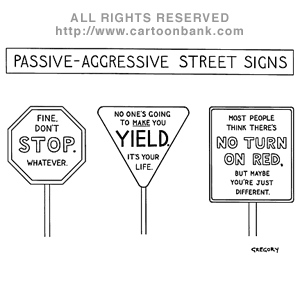 ALL RIGHTS RESERVED
http://www.cartoonbank.com
PASSIVE-AGGRESSIVE STREET SIGNS
FINE.
DON'T
STOP.
WHATEVER.
NO ONE'S GOING
TO MAKE YOU
YIELD.
IT'S YOUR
LIFE.
MOST PEOPLE
THINK THERE'S
NO TURN
ON RED,
BUT MAYBE
YOU'RE JUST
DIFFERENT.
GREGORY